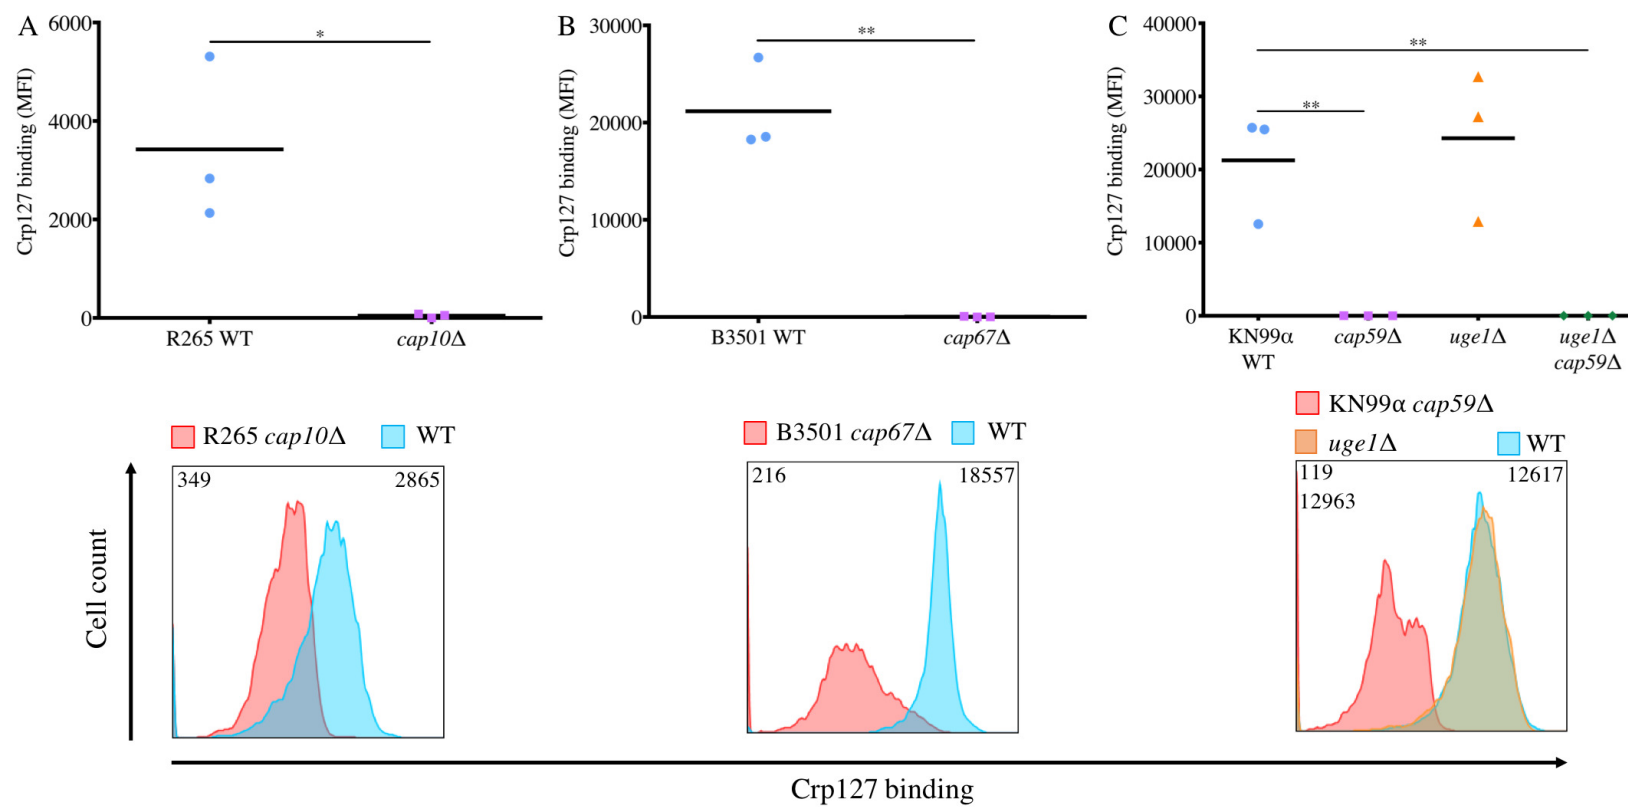 A
6000
4000
2000
0
Crp127 binding (MFI)
*
R265 WT
cap10Δ
B
30000
20000
10000
0
Crp127 binding (MFI)
**
B3501 WT
cap67Δ
C
40000
30000
20000
10000
0
Crp127 binding (MFI)
**
**
KN99α
WT
cap59Δ
uge1Δ
uge1Δ
cap59Δ
R265 cap10Δ
WT
349
2865
B3501 cap67Δ
WT
216
18557
KN99α cap59Δ
uge1Δ
WT
119
12963
12617
Cell count
Crp127 binding